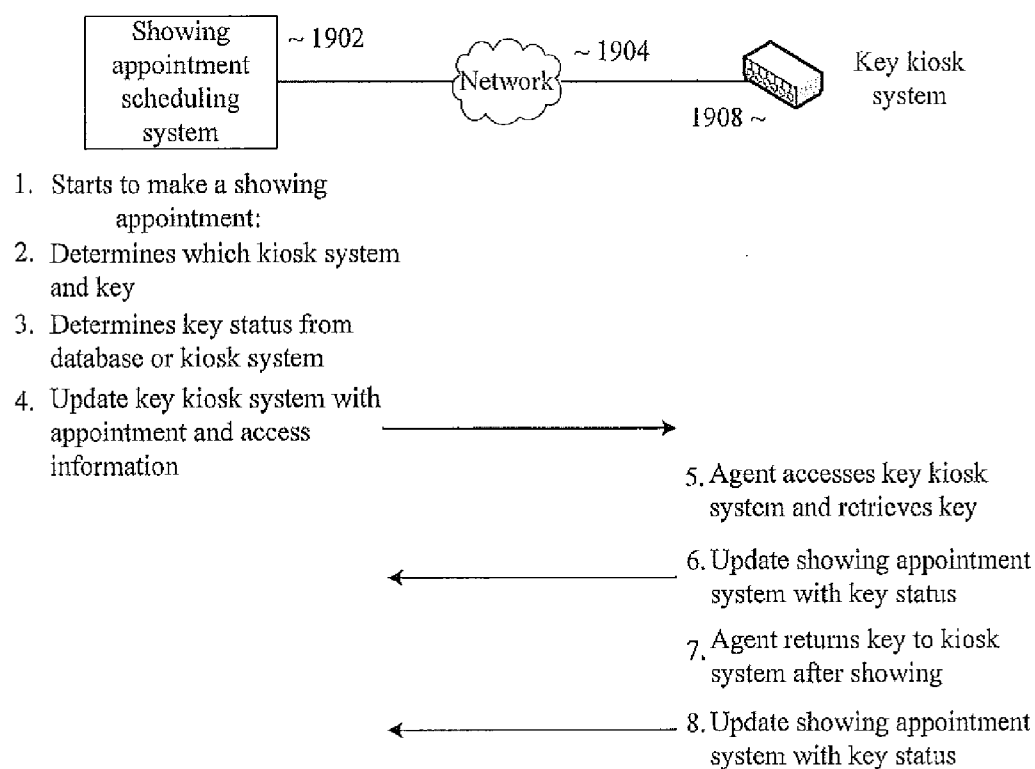 Showing
appointment
scheduling
system
~ 1902
Network
~ 1904
1908 ~
Key kiosk
system
1. Starts to make a showing
appointment:
2. Determines which kiosk system
and key
3. Determines key status from
database or kiosk system
4. Update key kiosk system with
appointment and access
information
5. Agent accesses key kiosk
system and retrieves key
6. Update showing appointment
system with key status
7. Agent returns key to kiosk
system after showing
8. Update showing appointment
system with key status